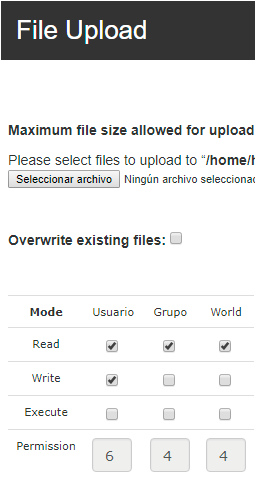 File Upload
Maximum file size allowed for upload
Please select files to upload to “/home/h
Seleccionar archivo Ningún archivo seleccionad
Overwrite existing files:
Mode Usuario Grupo World
Read
Write
Execute
Permission 6 4 4